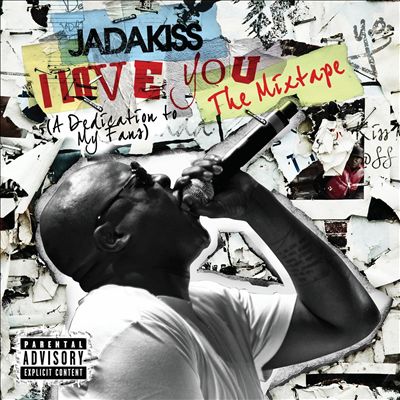 JADAKISS
I LOVE YOU
The Mixtape
(A Dedication to
My Fans)
PARENTAL
ADVISORY
EXPLICIT CONTENT